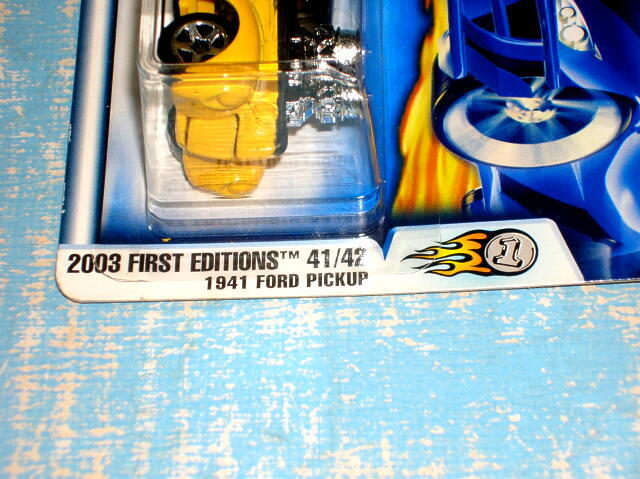 2003 FIRST EDITIONS™ 41/42
1941 FORD PICKUP
1